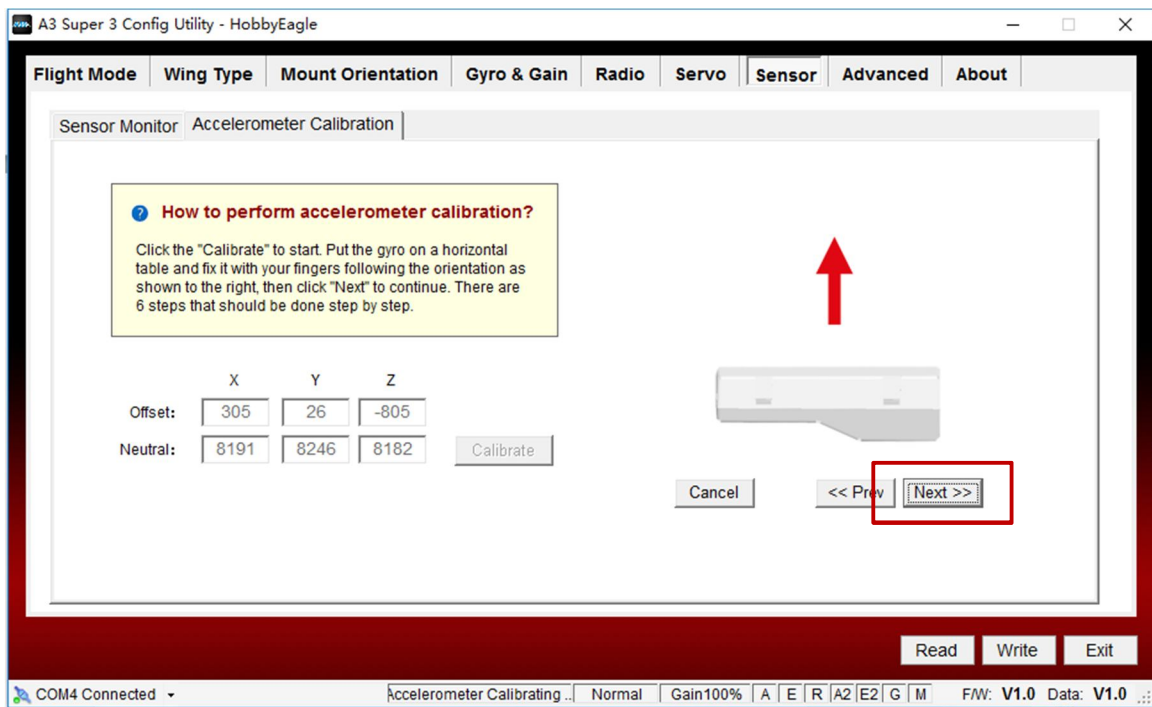 A3 Super 3 Config Utility - HobbyEagle
Flight Mode Wing Type Mount Orientation Gyro & Gain Radio Servo Sensor Advanced About
Sensor Monitor Accelerometer Calibration
How to perform accelerometer calibration?
Click the "Calibrate" to start. Put the gyro on a horizontal
table and fix it with your fingers following the orientation as
shown to the right, then click "Next" to continue. There are
6 steps that should be done step by step.
X Y Z
Offset: 305 26 -805
Neutral: 8191 8246 8182 Calibrate
Cancel << Prev Next >>
Read Write Exit
COM4 Connected Accelerometer Calibrating .. Normal Gain100% A E R A2 E2 G M F/W: V1.0 Data: V1.0